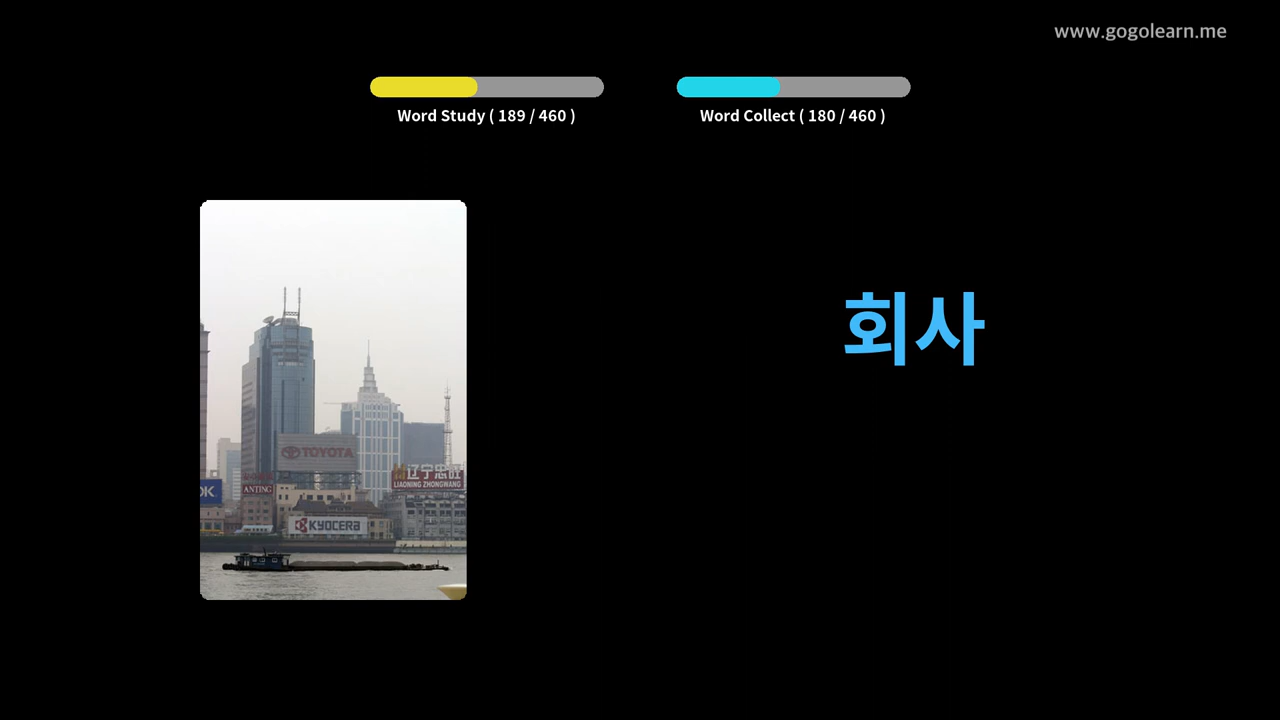 www.gogolearn.me
Word Study ( 189 / 460 )
Word Collect ( 180 / 460 )
회사
TOYOTA
辽宁忠旺
LIAONING ZHONGWANG
OK
ANTING
KYOCERA